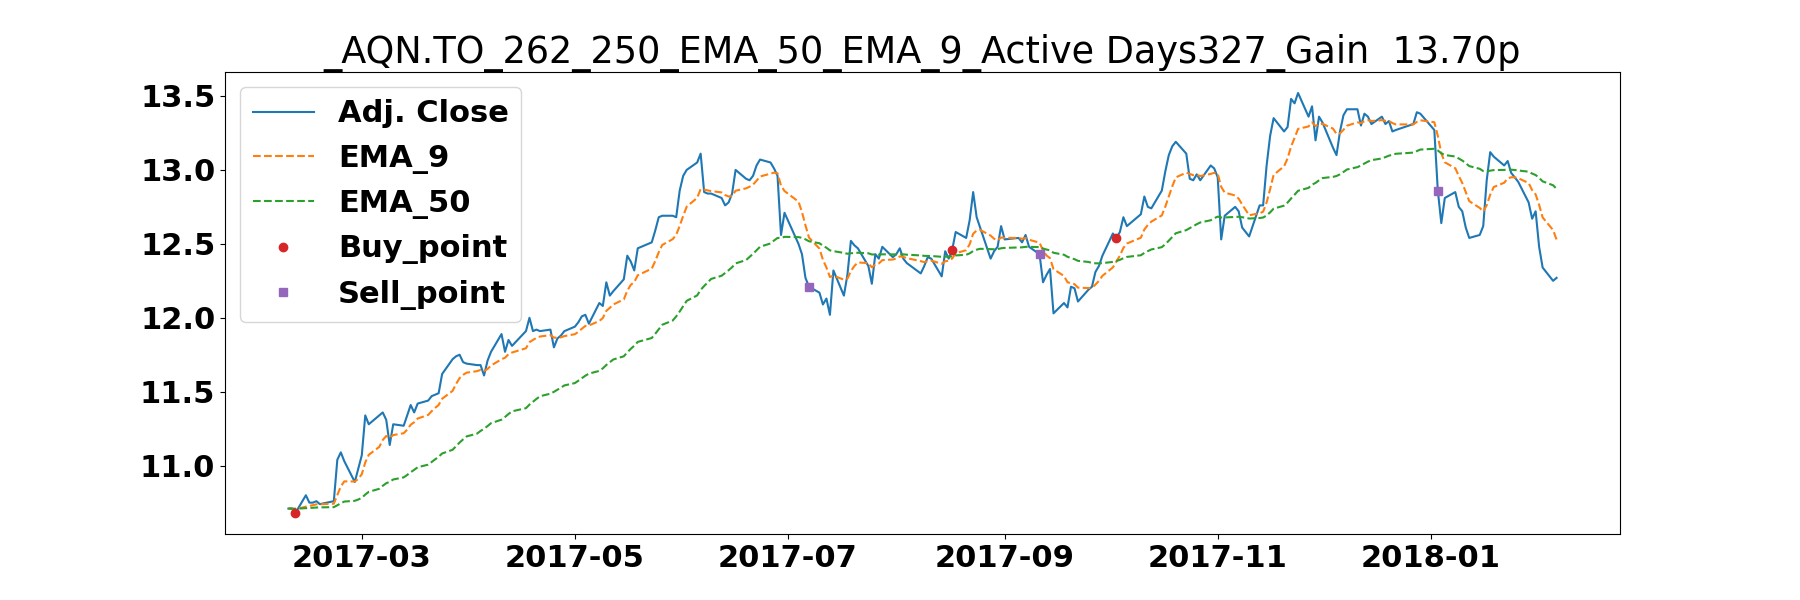 _AQN.TO_262_250_EMA_50_EMA_9_Active Days327_Gain  13.70p
13.5
13.0
12.5
12.0
11.5
11.0
Adj. Close
EMA_9
EMA_50
Buy_point
Sell_point
2017-03 2017-05 2017-07 2017-09 2017-11 2018-01